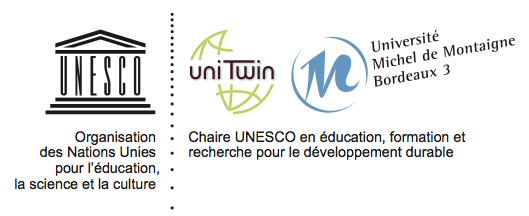 UNESCO
Organisation
des Nations Unies
pour l'éducation,
la science et la culture
uniTwin
Université
Michel de Montaigne
Bordeaux 3
Chaire UNESCO en éducation, formation et
recherche pour le développement durable